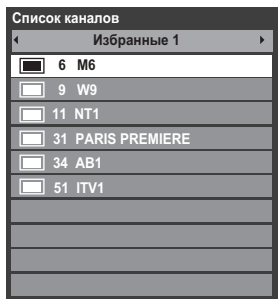 Список каналов
Избранные 1
6 M6
9 W9
11 NT1
31 PARIS PREMIERE
34 AB1
51 ITV1